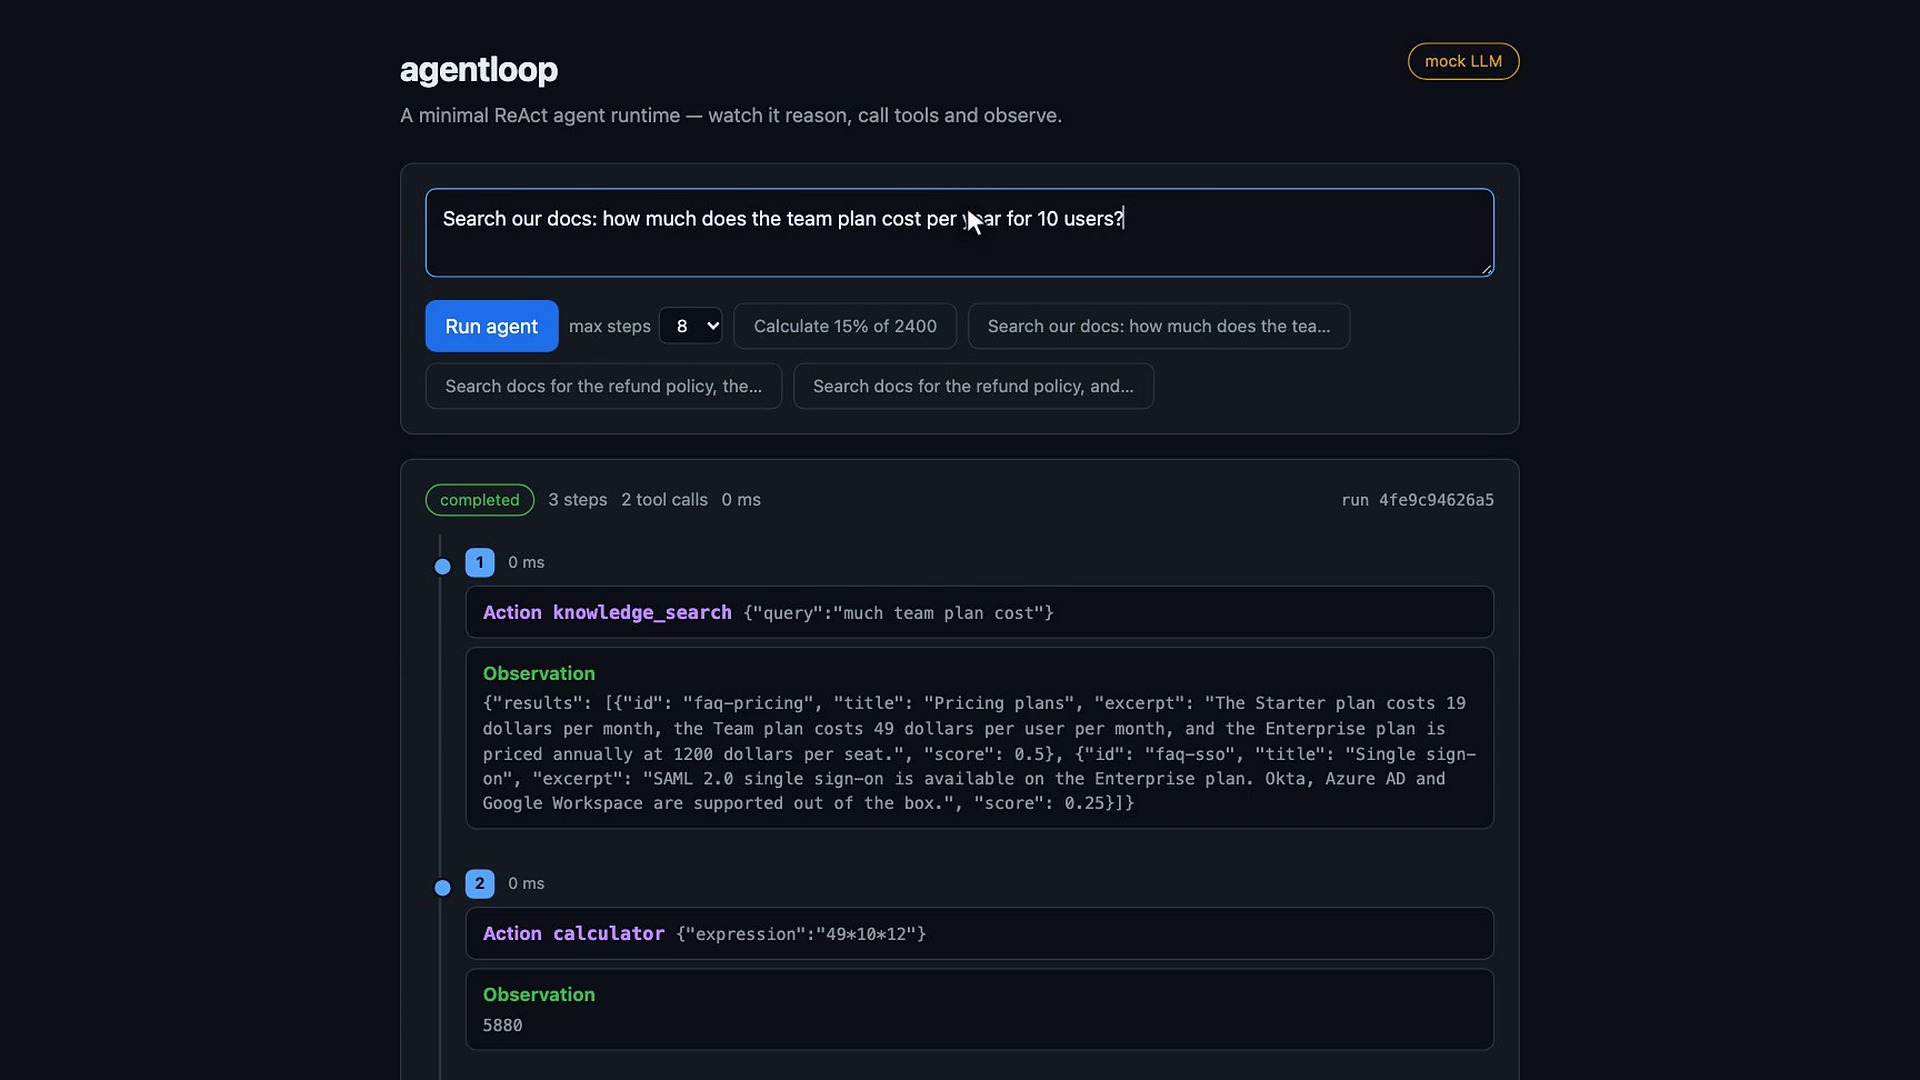 agentloop
mock LLM
A minimal ReAct agent runtime — watch it reason, call tools and observe.
Search our docs: how much does the team plan cost per year for 10 users?
Run agent
max steps
8
Calculate 15% of 2400
Search our docs: how much does the tea...
Search docs for the refund policy, the...
Search docs for the refund policy, and...
completed 3 steps 2 tool calls 0 ms
run 4fe9c94626a5
1 0 ms
Action knowledge_search {"query":"much team plan cost"}
Observation
{"results": [{"id": "faq-pricing", "title": "Pricing plans", "excerpt": "The Starter plan costs 19
dollars per month, the Team plan costs 49 dollars per user per month, and the Enterprise plan is
priced annually at 1200 dollars per seat.", "score": 0.5}, {"id": "faq-sso", "title": "Single sign-
on", "excerpt": "SAML 2.0 single sign-on is available on the Enterprise plan. Okta, Azure AD and
Google Workspace are supported out of the box.", "score": 0.25}]}
2 0 ms
Action calculator {"expression":"49*10*12"}
Observation
5880